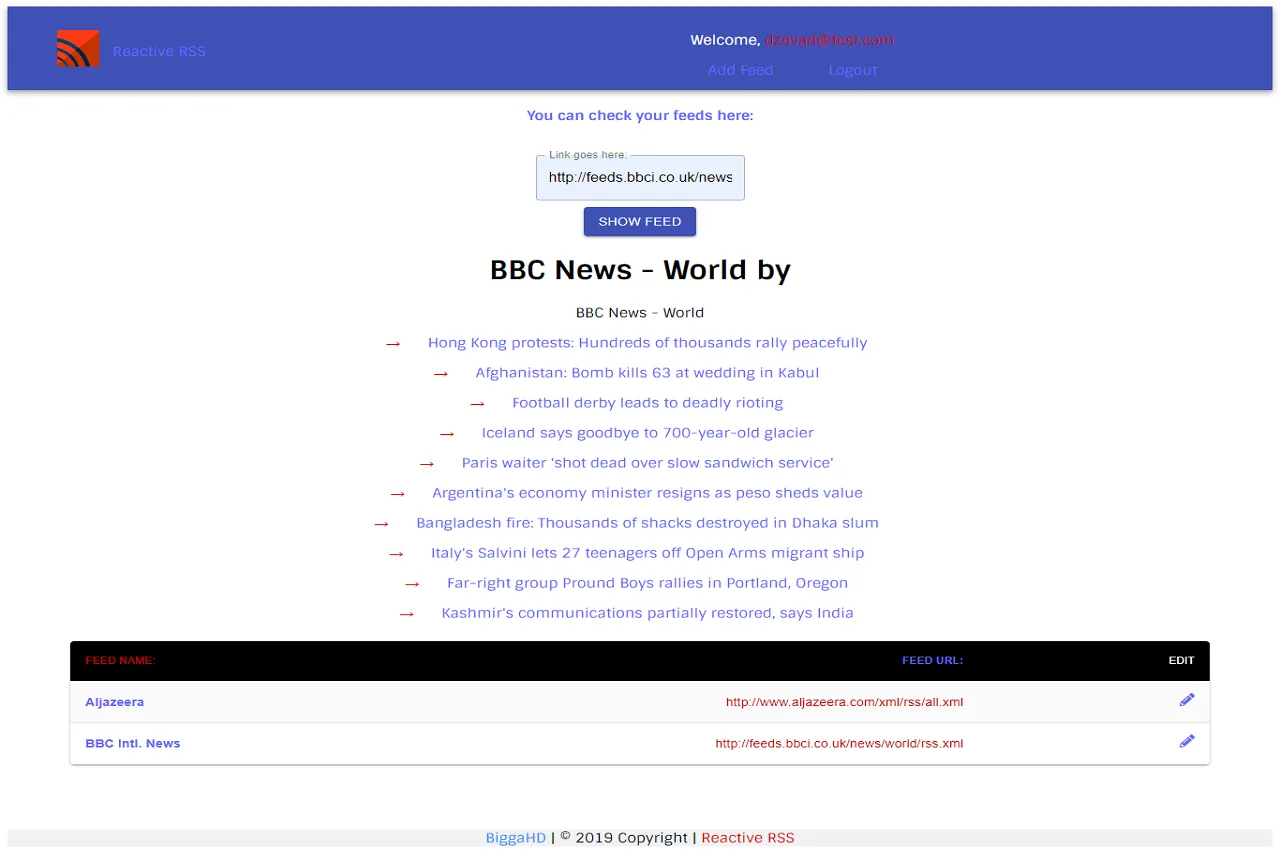 Reactive RSS
Welcome, dzavad@test.com
Add Feed Logout
You can check your feeds here:
Link goes here:
http://feeds.bbci.co.uk/news
SHOW FEED
BBC News - World by
BBC News - World
→ Hong Kong protests: Hundreds of thousands rally peacefully
→ Afghanistan: Bomb kills 63 at wedding in Kabul
→ Football derby leads to deadly rioting
→ Iceland says goodbye to 700-year-old glacier
→ Paris waiter 'shot dead over slow sandwich service'
→ Argentina's economy minister resigns as peso sheds value
→ Bangladesh fire: Thousands of shacks destroyed in Dhaka slum
→ Italy's Salvini lets 27 teenagers off Open Arms migrant ship
→ Far-right group Pround Boys rallies in Portland, Oregon
→ Kashmir's communications partially restored, says India
FEED NAME: FEED URL: EDIT
Aljazeera http://www.aljazeera.com/xml/rss/all.xml
BBC Intl. News http://feeds.bbci.co.uk/news/world/rss.xml
BiggaHD | © 2019 Copyright | Reactive RSS